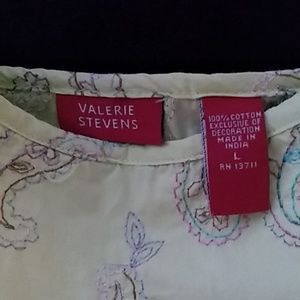 VALERIE
STEVENS
100% COTTON
EXCLUSIVE OF
DECORATION
MADE IN
INDIA
L
RN 13711